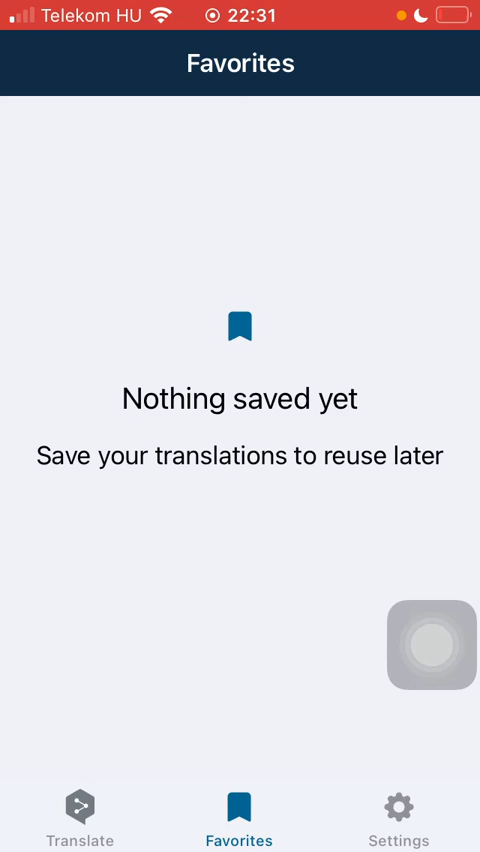 Telekom HU 22:31
Favorites
Nothing saved yet
Save your translations to reuse later
Translate Favorites Settings